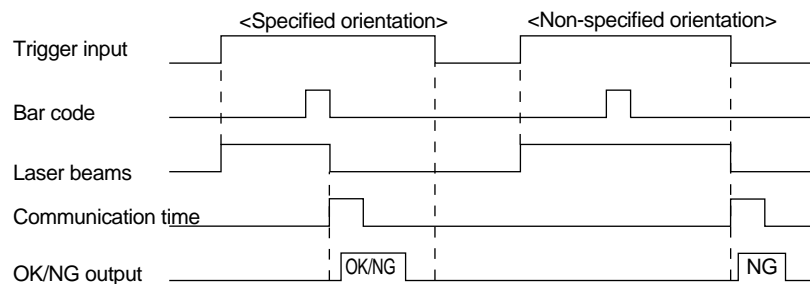 <Specified orientation> <Non-specified orientation>
Trigger input
Bar code
Laser beams
Communication time
OK/NG output OK/NG NG